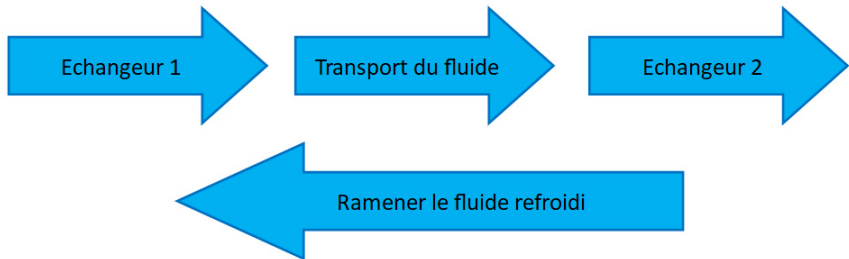 Echangeur 1
Transport du fluide
Echangeur 2
Ramener le fluide refroidi